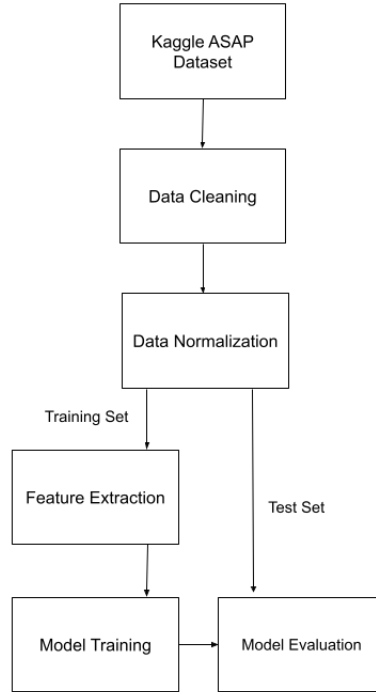 Kaggle ASAP
Dataset
Data Cleaning
Data Normalization
Training Set
Feature Extraction
Test Set
Model Training
Model Evaluation